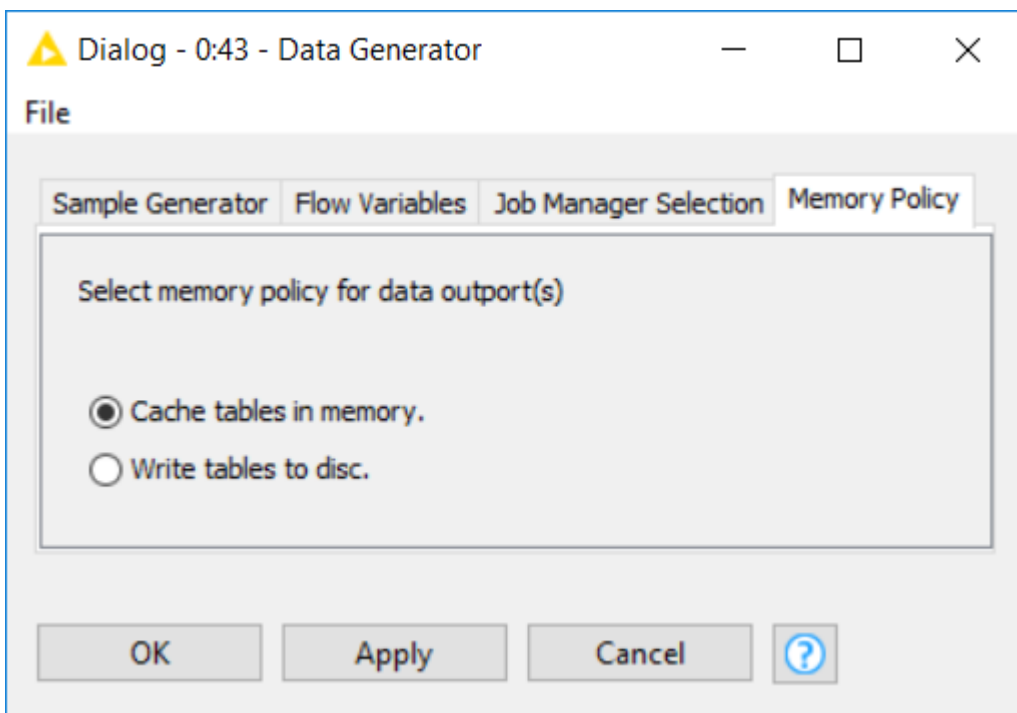 Dialog - 0:43 - Data Generator
File
Sample Generator Flow Variables Job Manager Selection Memory Policy
Select memory policy for data outport(s)
Cache tables in memory.
Write tables to disc.
OK Apply Cancel ?